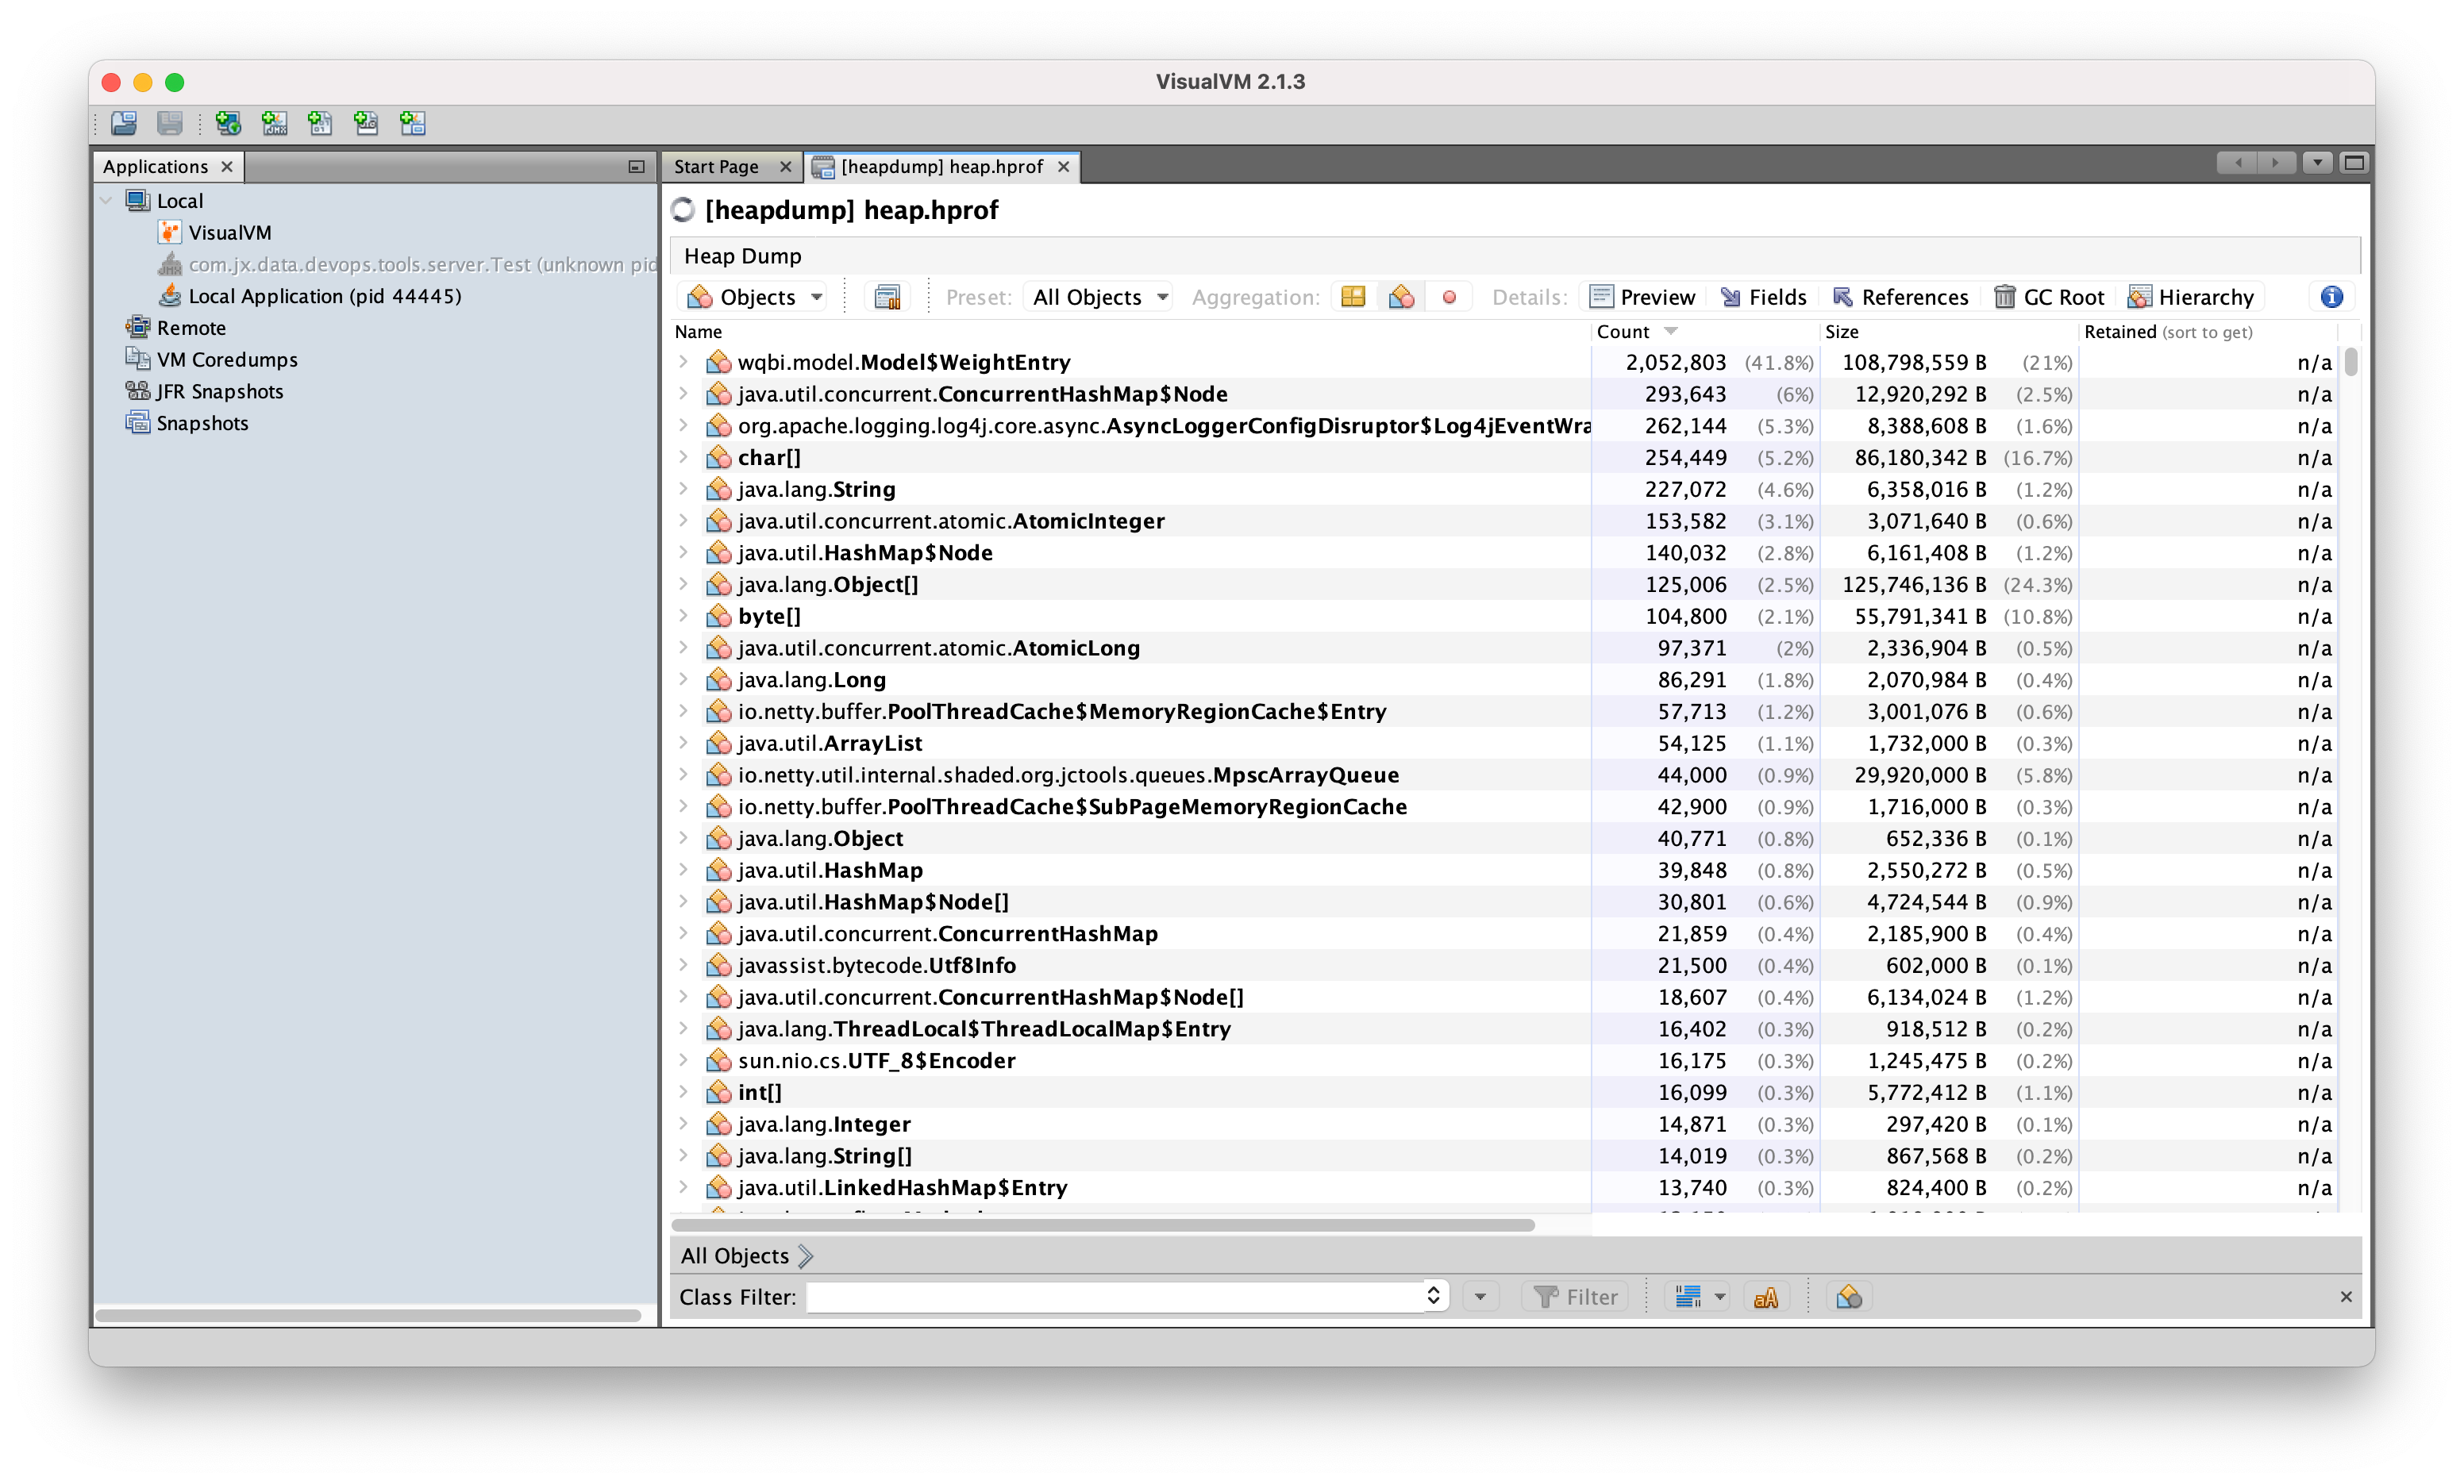 VisualVM 2.1.3
Applications
Start Page
[heapdump] heap.hprof
Local
VisualVM
com.jx.data.devops.tools.server.Test (unknown pid
Local Application (pid 44445)
Remote
VM Coredumps
JFR Snapshots
Snapshots
[heapdump] heap.hprof
Heap Dump
Objects Preset: All Objects Aggregation: Details: Preview Fields References GC Root Hierarchy
Name Count Size Retained (sort to get)
wqbi.model.Model$WeightEntry 2,052,803 (41.8%) 108,798,559 B (21%) n/a
java.util.concurrent.ConcurrentHashMap$Node 293,643 (6%) 12,920,292 B (2.5%) n/a
org.apache.logging.log4j.core.async.AsyncLoggerConfigDisruptor$Log4jEventWra 262,144 (5.3%) 8,388,608 B (1.6%) n/a
char[] 254,449 (5.2%) 86,180,342 B (16.7%) n/a
java.lang.String 227,072 (4.6%) 6,358,016 B (1.2%) n/a
java.util.concurrent.atomic.AtomicInteger 153,582 (3.1%) 3,071,640 B (0.6%) n/a
java.util.HashMap$Node 140,032 (2.8%) 6,161,408 B (1.2%) n/a
java.lang.Object[] 125,006 (2.5%) 125,746,136 B (24.3%) n/a
byte[] 104,800 (2.1%) 55,791,341 B (10.8%) n/a
java.util.concurrent.atomic.AtomicLong 97,371 (2%) 2,336,904 B (0.5%) n/a
java.lang.Long 86,291 (1.8%) 2,070,984 B (0.4%) n/a
io.netty.buffer.PoolThreadCache$MemoryRegionCache$Entry 57,713 (1.2%) 3,001,076 B (0.6%) n/a
java.util.ArrayList 54,125 (1.1%) 1,732,000 B (0.3%) n/a
io.netty.util.internal.shaded.org.jctools.queues.MpscArrayQueue 44,000 (0.9%) 29,920,000 B (5.8%) n/a
io.netty.buffer.PoolThreadCache$SubPageMemoryRegionCache 42,900 (0.9%) 1,716,000 B (0.3%) n/a
java.lang.Object 40,771 (0.8%) 652,336 B (0.1%) n/a
java.util.HashMap 39,848 (0.8%) 2,550,272 B (0.5%) n/a
java.util.HashMap$Node[] 30,801 (0.6%) 4,724,544 B (0.9%) n/a
java.util.concurrent.ConcurrentHashMap 21,859 (0.4%) 2,185,900 B (0.4%) n/a
javassist.bytecode.Utf8Info 21,500 (0.4%) 602,000 B (0.1%) n/a
java.util.concurrent.ConcurrentHashMap$Node[] 18,607 (0.4%) 6,134,024 B (1.2%) n/a
java.lang.ThreadLocal$ThreadLocalMap$Entry 16,402 (0.3%) 918,512 B (0.2%) n/a
sun.nio.cs.UTF_8$Encoder 16,175 (0.3%) 1,245,475 B (0.2%) n/a
int[] 16,099 (0.3%) 5,772,412 B (1.1%) n/a
java.lang.Integer 14,871 (0.3%) 297,420 B (0.1%) n/a
java.lang.String[] 14,019 (0.3%) 867,568 B (0.2%) n/a
java.util.LinkedHashMap$Entry 13,740 (0.3%) 824,400 B (0.2%) n/a
All Objects
Class Filter: Filter